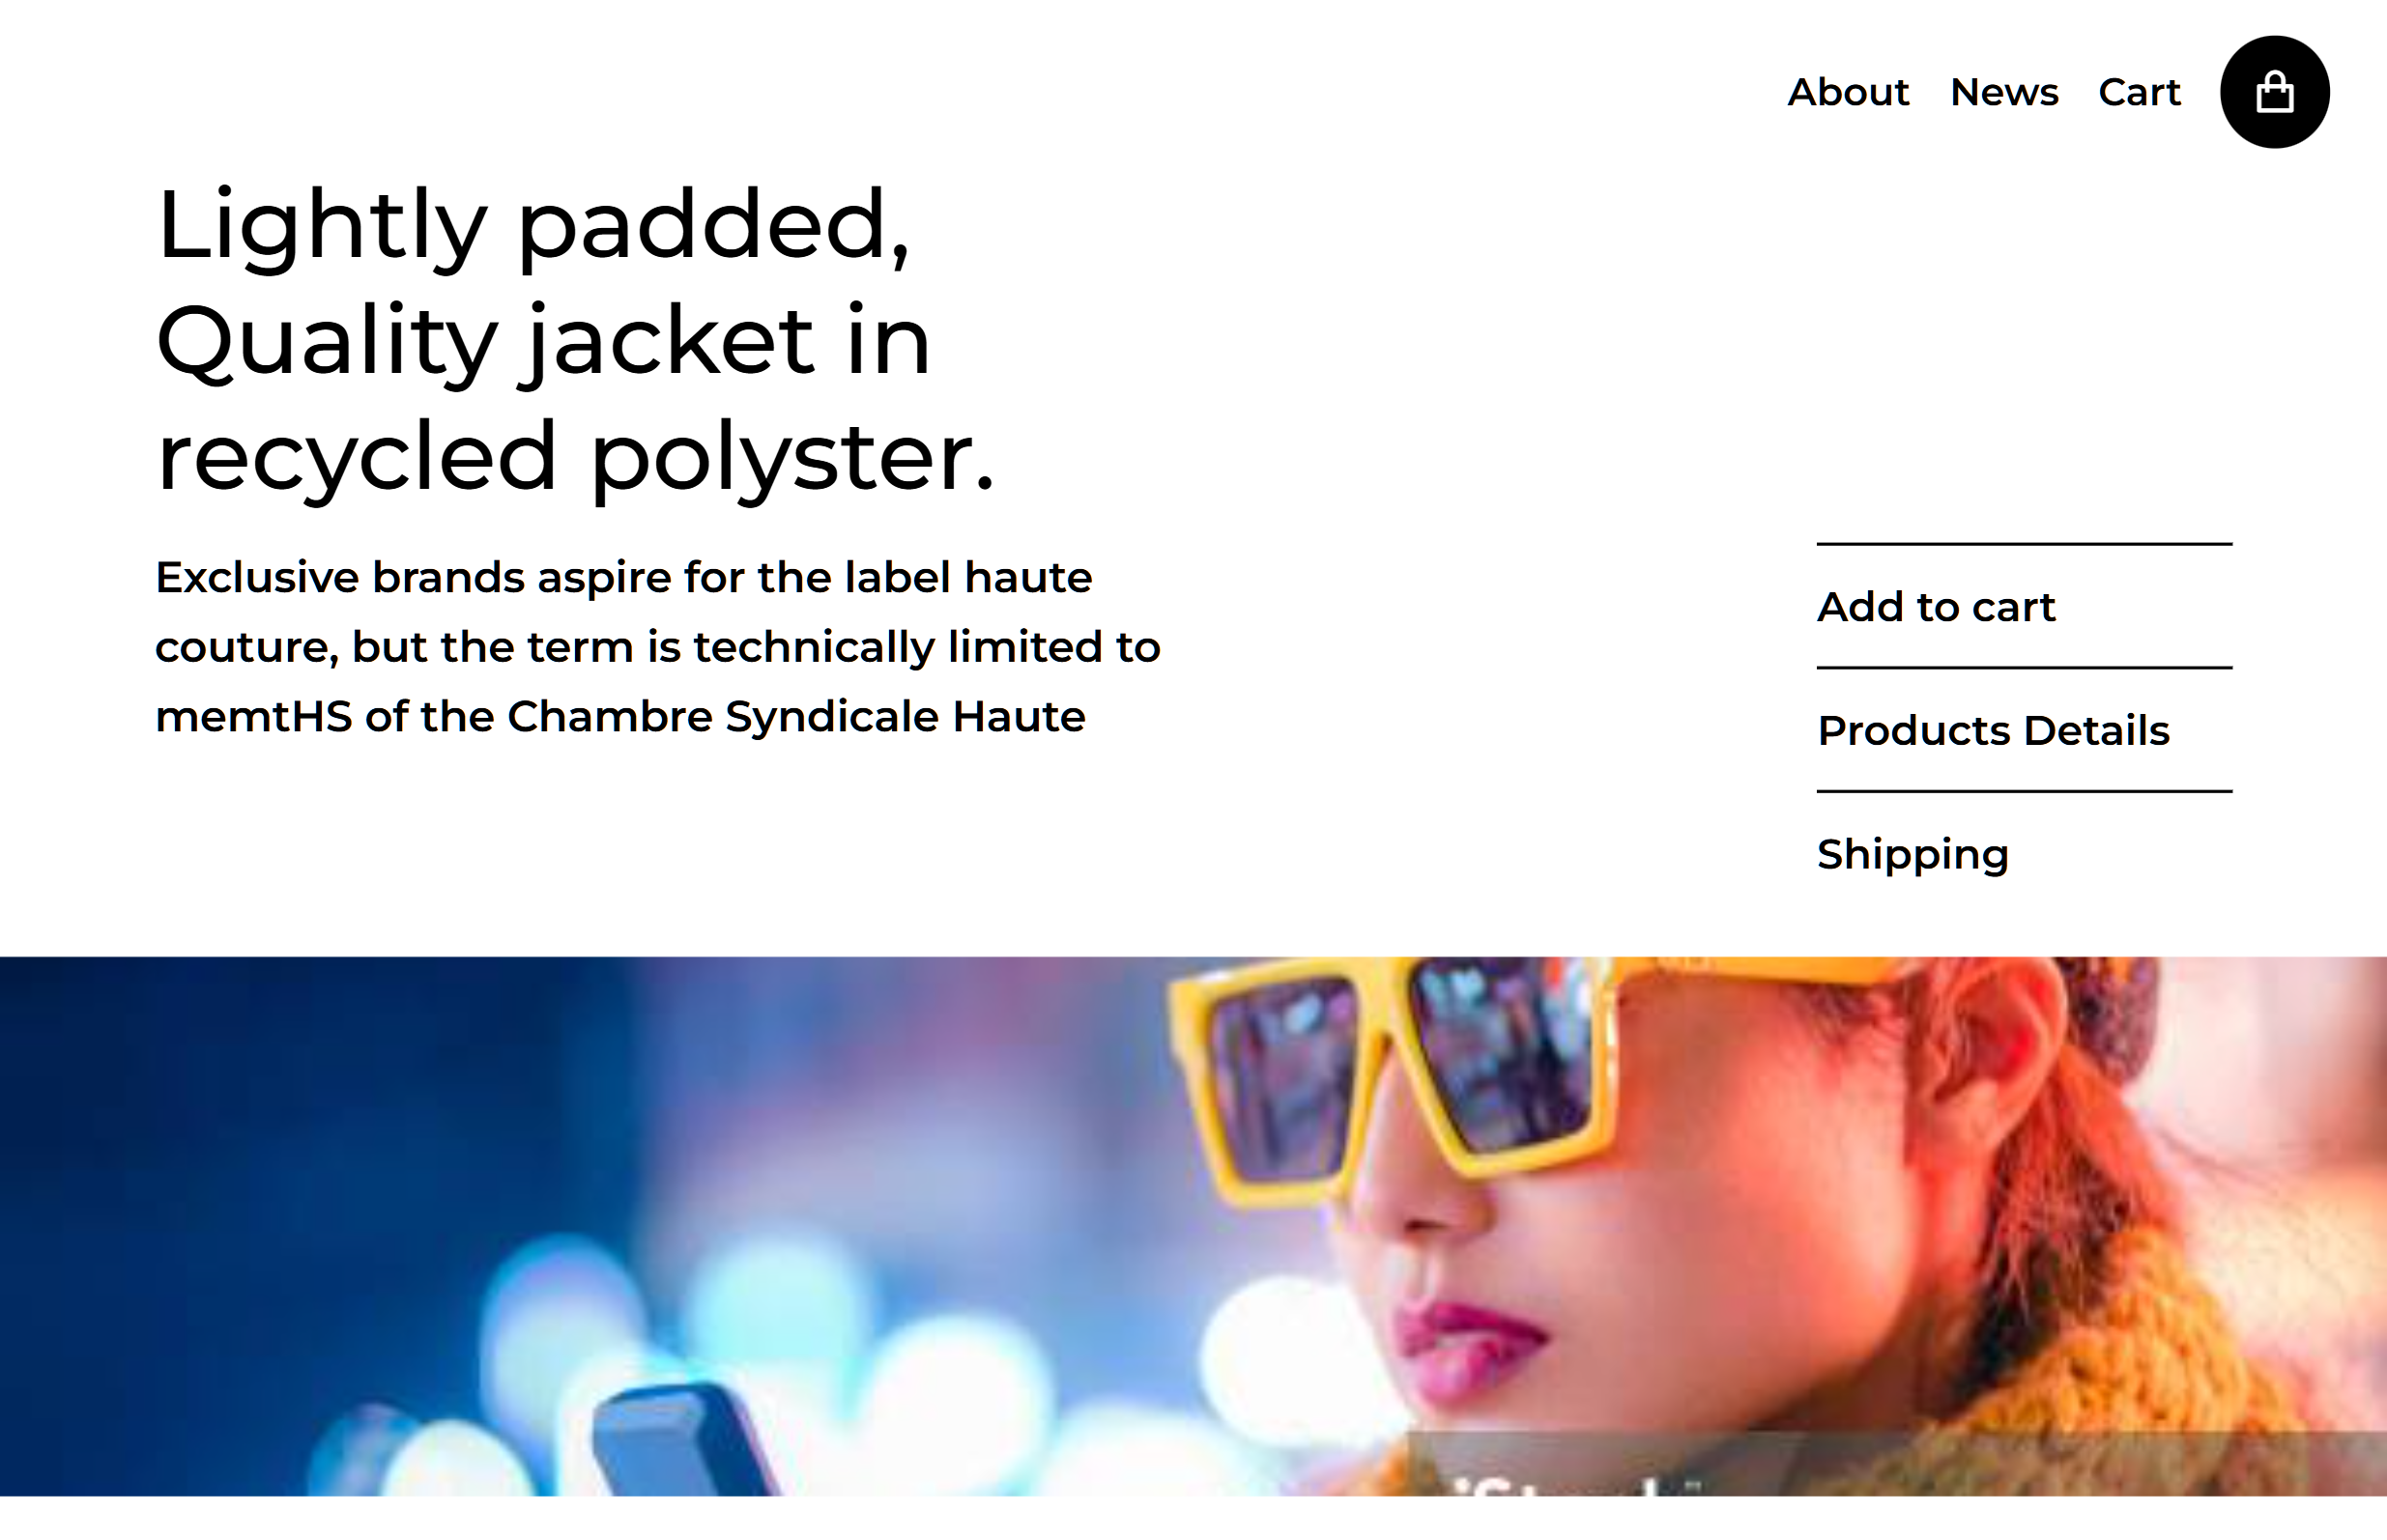 About News Cart
Lightly padded,
Quality jacket in
recycled polyster.
Exclusive brands aspire for the label haute
couture, but the term is technically limited to
memtHS of the Chambre Syndicale Haute
Add to cart
Products Details
Shipping